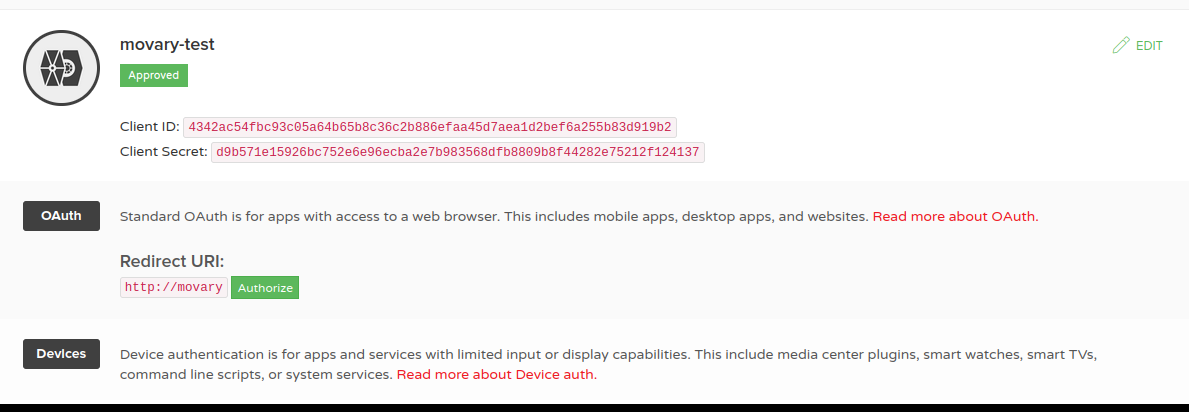 movary-test
EDIT
Approved
Client ID: 4342ac54fbc93c05a64b65b8c36c2b886efaa45d7aea1d2bef6a255b83d919b2
Client Secret: d9b571e15926bc752e6e96ecba2e7b983568dfb8809b8f44282e75212f124137
OAuth
Standard OAuth is for apps with access to a web browser. This includes mobile apps, desktop apps, and websites. Read more about OAuth.
Redirect URI:
http://movary Authorize
Devices
Device authentication is for apps and services with limited input or display capabilities. This include media center plugins, smart watches, smart TVs,
command line scripts, or system services. Read more about Device auth.